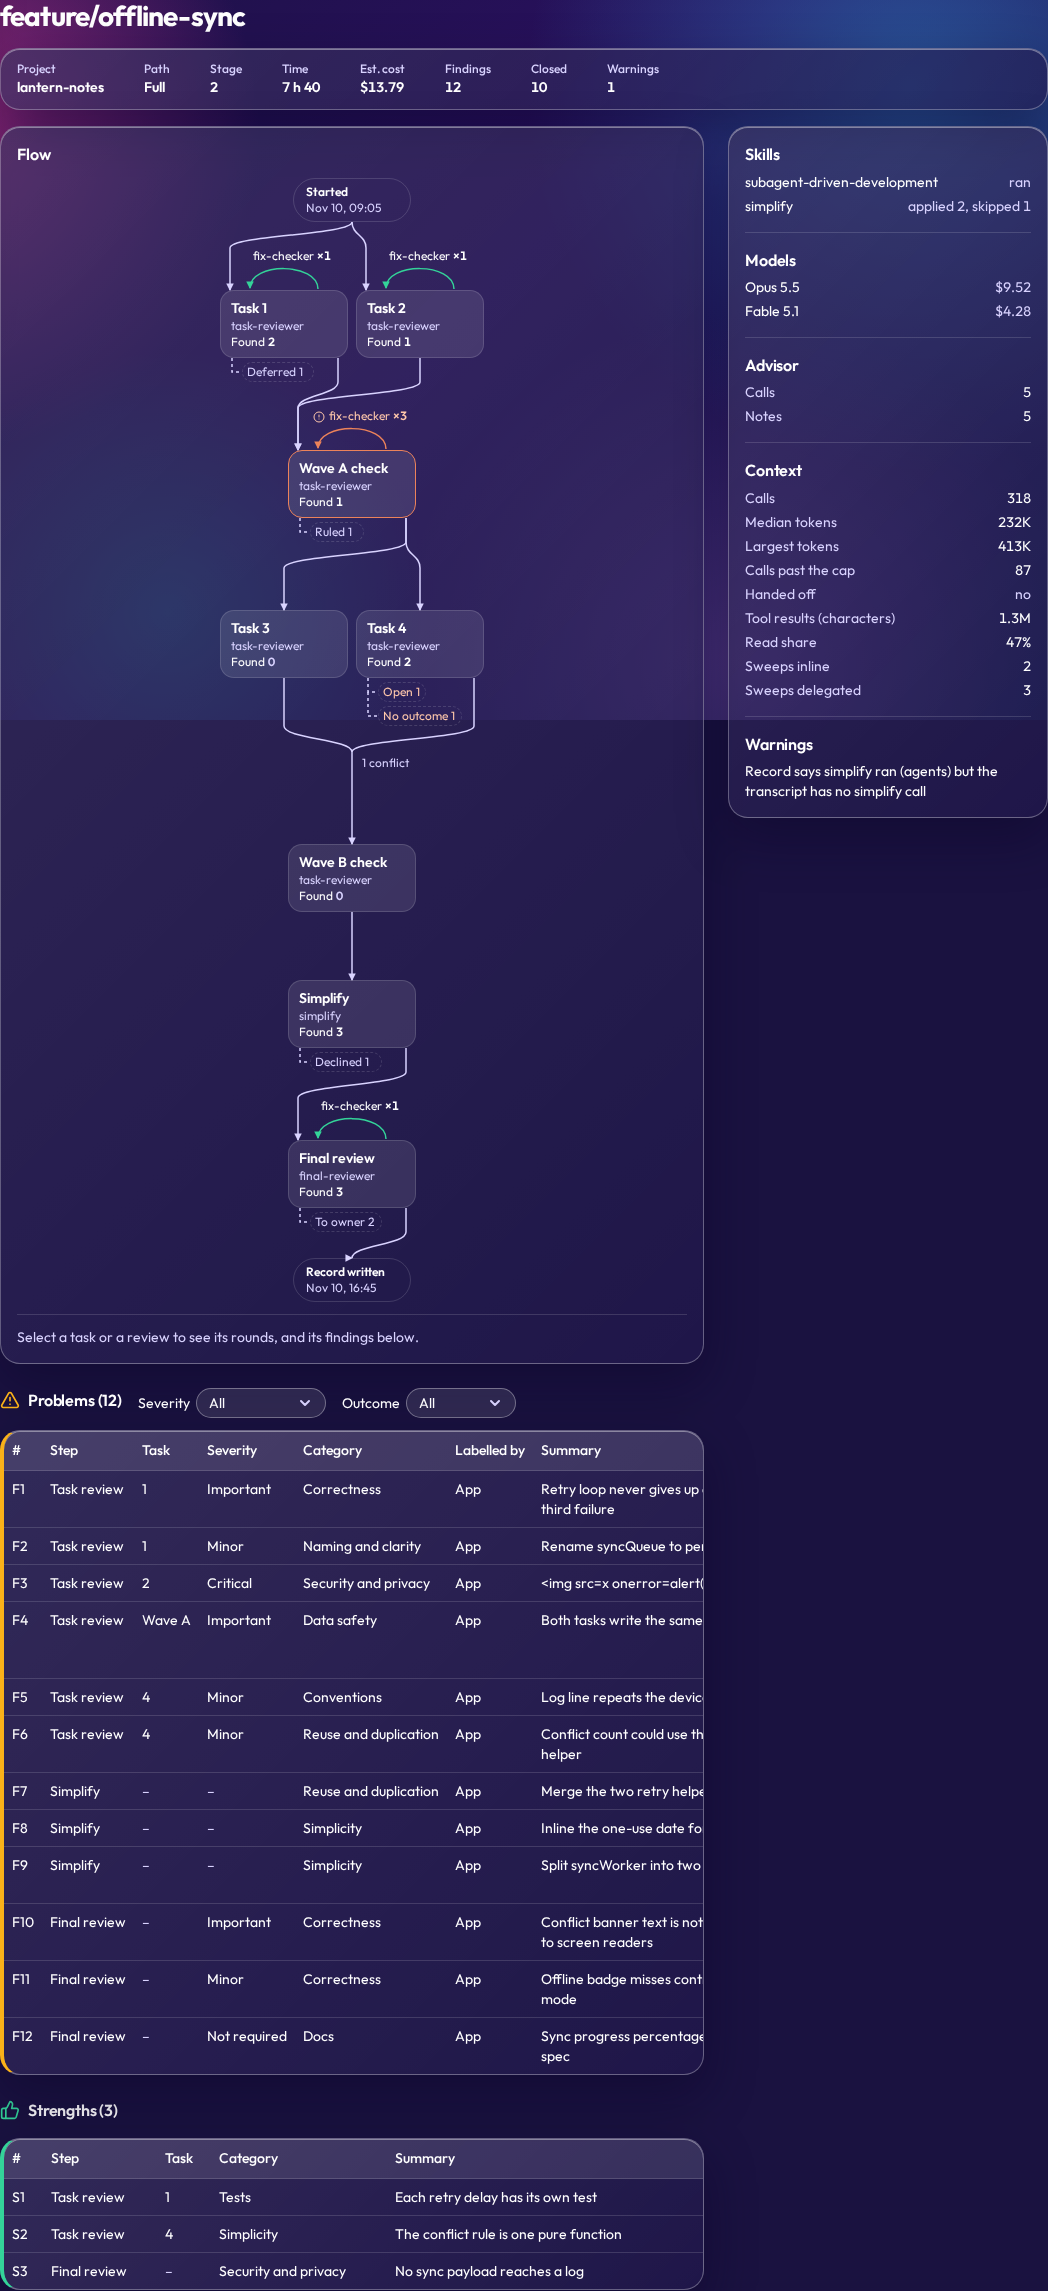 feature/offline-sync
Project Path Stage Time Est. cost Findings Closed Warnings
lantern-notes Full 2 7 h 40 $13.79 12 10 1
Flow
Started
Nov 10, 09:05
fix-checker ×1
fix-checker ×1
Task 1
task-reviewer
Found 2
Deferred 1
Task 2
task-reviewer
Found 1
fix-checker ×3
Wave A check
task-reviewer
Found 1
Ruled 1
Task 3
task-reviewer
Found 0
Task 4
task-reviewer
Found 2
Open 1
No outcome 1
1 conflict
Wave B check
task-reviewer
Found 0
Simplify
simplify
Found 3
Declined 1
fix-checker ×1
Final review
final-reviewer
Found 3
To owner 2
Record written
Nov 10, 16:45
Select a task or a review to see its rounds, and its findings below.
Skills
subagent-driven-development ran
simplify applied 2, skipped 1
Models
Opus 5.5 $9.52
Fable 5.1 $4.28
Advisor
Calls 5
Notes 5
Context
Calls 318
Median tokens 232K
Largest tokens 413K
Calls past the cap 87
Handed off no
Tool results (characters) 1.3M
Read share 47%
Sweeps inline 2
Sweeps delegated 3
Warnings
Record says simplify ran (agents) but the
transcript has no simplify call
Problems (12) Severity All Outcome All
# Step Task Severity Category Labelled by Summary
F1 Task review 1 Important Correctness App Retry loop never gives up
third failure
F2 Task review 1 Minor Naming and clarity App Rename syncQueue to
F3 Task review 2 Critical Security and privacy App <img src=x onerror=alert(
F4 Task review Wave A Important Data safety App Both tasks write the same
F5 Task review 4 Minor Conventions App Log line repeats the
F6 Task review 4 Minor Reuse and duplication App Conflict count could use
helper
F7 Simplify – – Reuse and duplication App Merge the two retry
F8 Simplify – – Simplicity App Inline the one-use date
F9 Simplify – – Simplicity App Split syncWorker into two
F10 Final review – Important Correctness App Conflict banner text is not
to screen readers
F11 Final review – Minor Correctness App Offline badge misses
mode
F12 Final review – Not required Docs App Sync progress percentage
spec
Strengths (3)
# Step Task Category Summary
S1 Task review 1 Tests Each retry delay has its own test
S2 Task review 4 Simplicity The conflict rule is one pure function
S3 Final review – Security and privacy No sync payload reaches a log